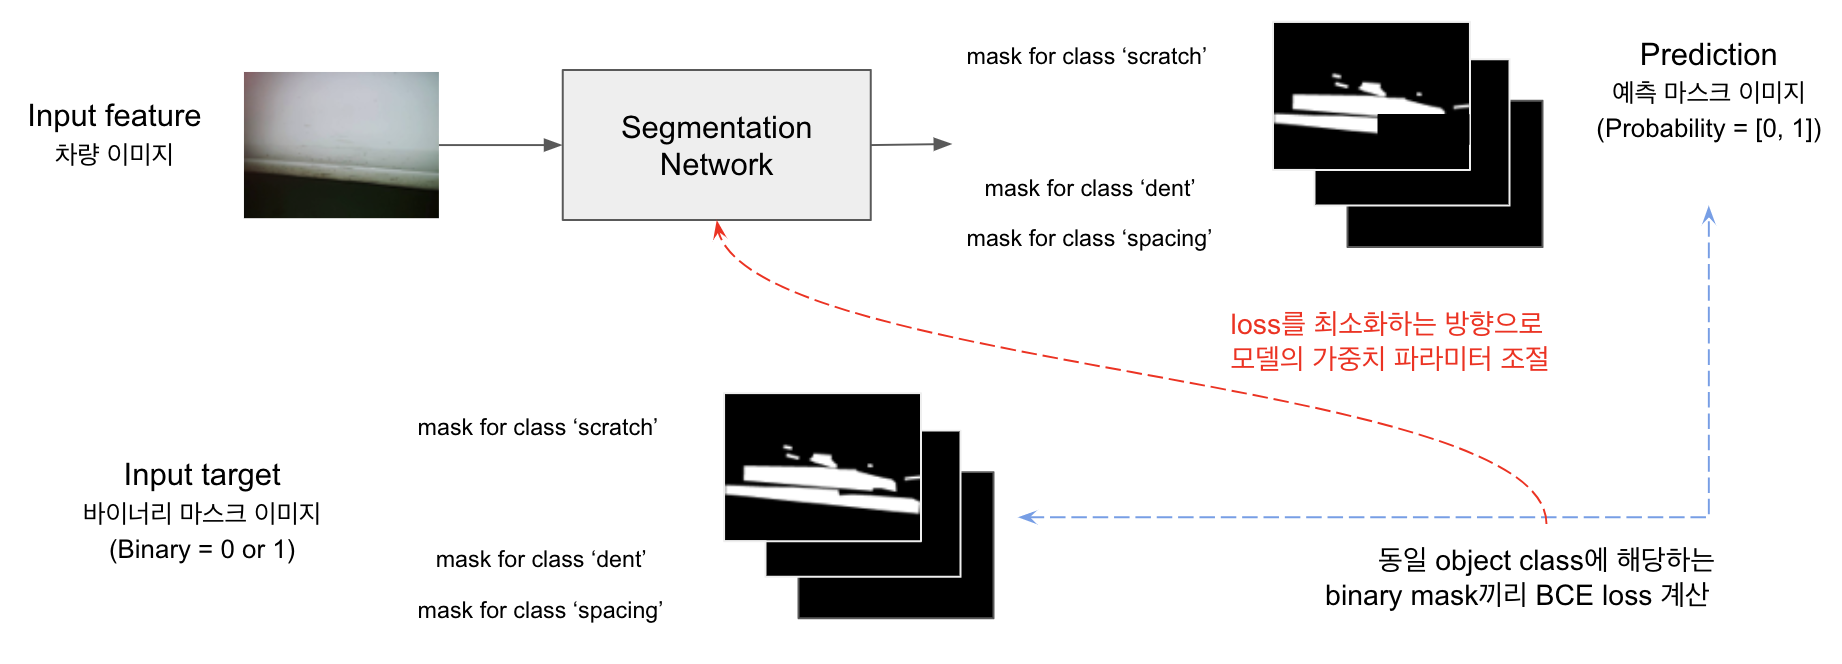 Input feature
차량 이미지
Segmentation
Network
mask for class ‘scratch’
mask for class ‘dent’
mask for class ‘spacing’
Prediction
예측 마스크 이미지
(Probability = [0, 1])
loss를 최소화하는 방향으로
모델의 가중치 파라미터 조절
Input target
바이너리 마스크 이미지
(Binary = 0 or 1)
mask for class ‘scratch’
mask for class ‘dent’
mask for class ‘spacing’
동일 object class에 해당하는
binary mask끼리 BCE loss 계산